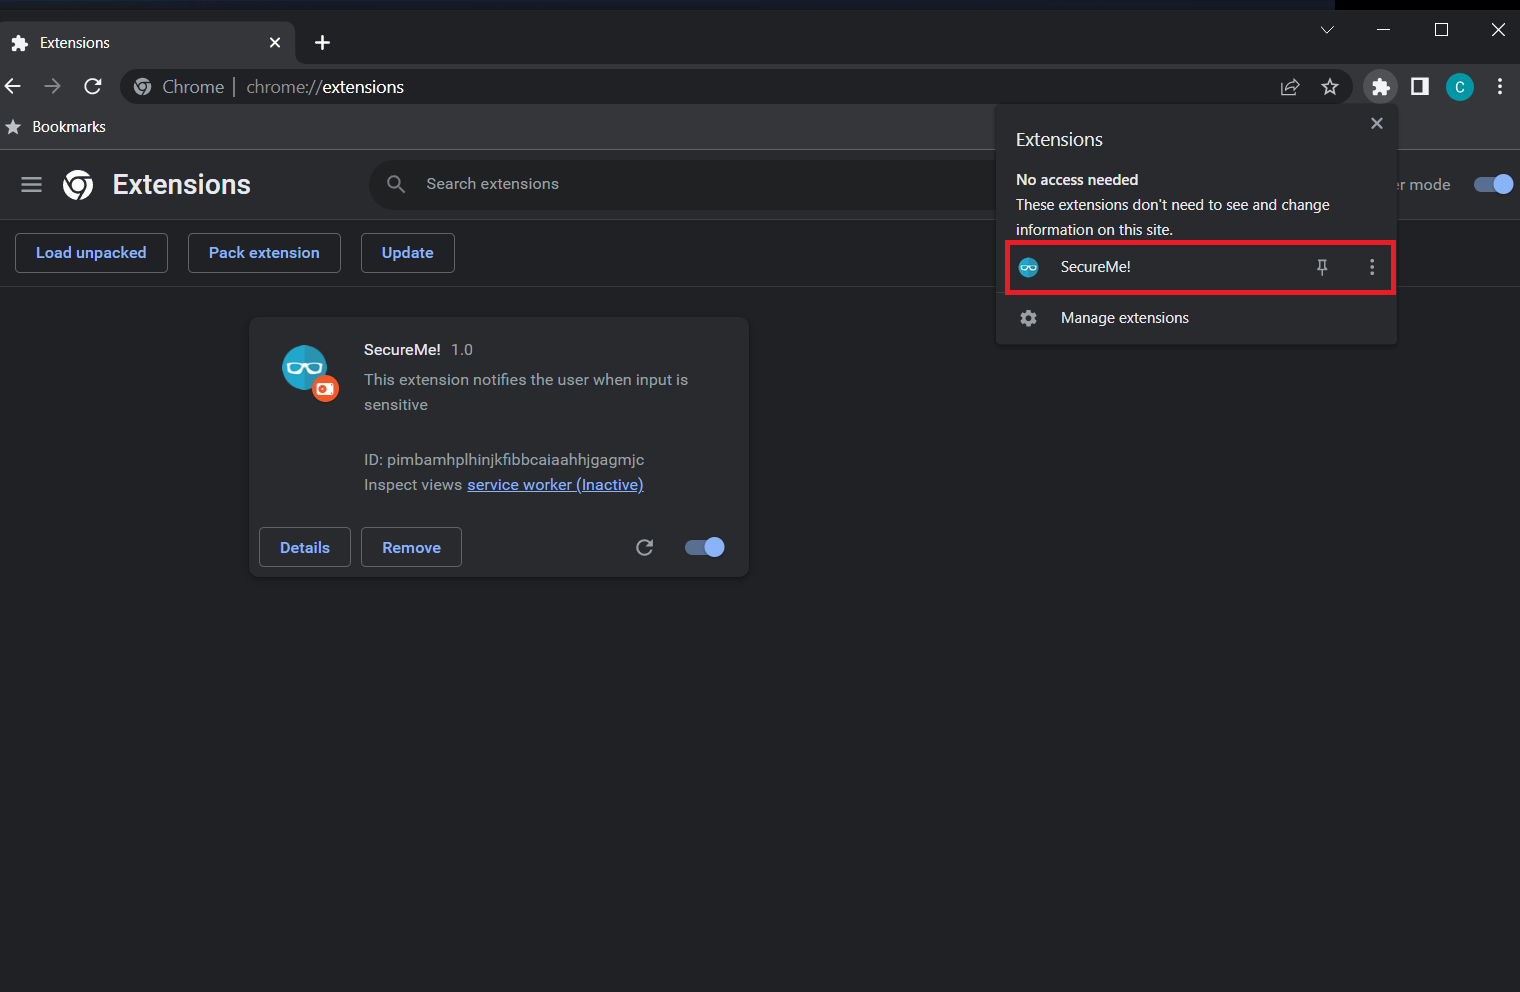 Extensions
Chrome | chrome://extensions
C
Bookmarks
Extensions
Search extensions
er mode
Load unpacked
Pack extension
Update
Extensions
No access needed
These extensions don't need to see and change
information on this site.
SecureMe!
Manage extensions
SecureMe! 1.0
This extension notifies the user when input is
sensitive
ID: pimbamhplhinjkfibbcaiaahhjgagmjc
Inspect views service worker (Inactive)
Details
Remove